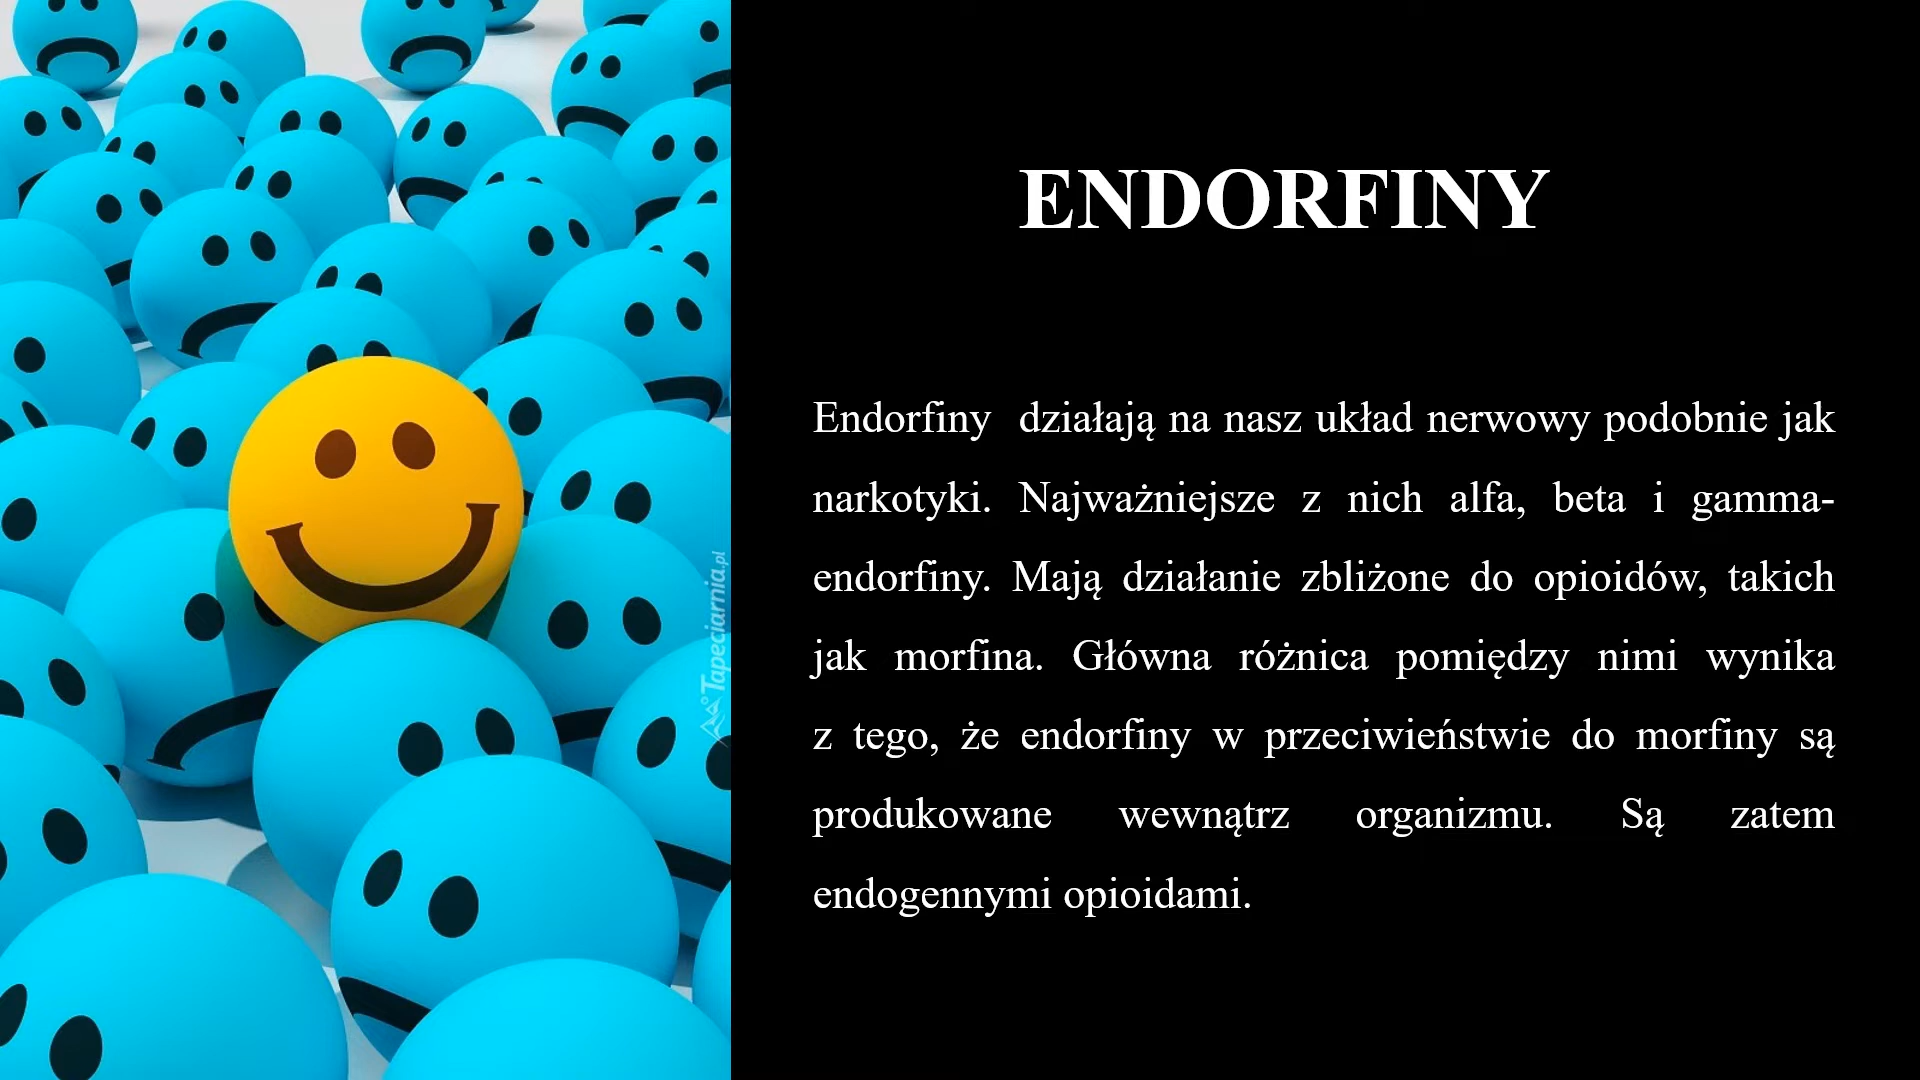 ENDORFINY
Endorfiny działają na nasz układ nerwowy podobnie jak
narkotyki. Najważniejsze z nich alfa, beta i gamma-
endorfiny. Mają działanie zbliżone do opioidów, takich
jak morfina. Główna różnica pomiędzy nimi wynika
z tego, że endorfiny w przeciwieństwie do morfiny są
produkowane wewnątrz organizmu. Są zatem
endogennymi opioidami.
Tapeciarnia.pl